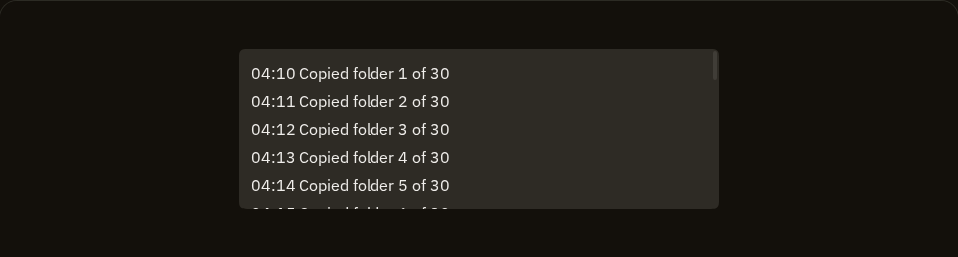 04:10 Copied folder 1 of 30
04:11 Copied folder 2 of 30
04:12 Copied folder 3 of 30
04:13 Copied folder 4 of 30
04:14 Copied folder 5 of 30